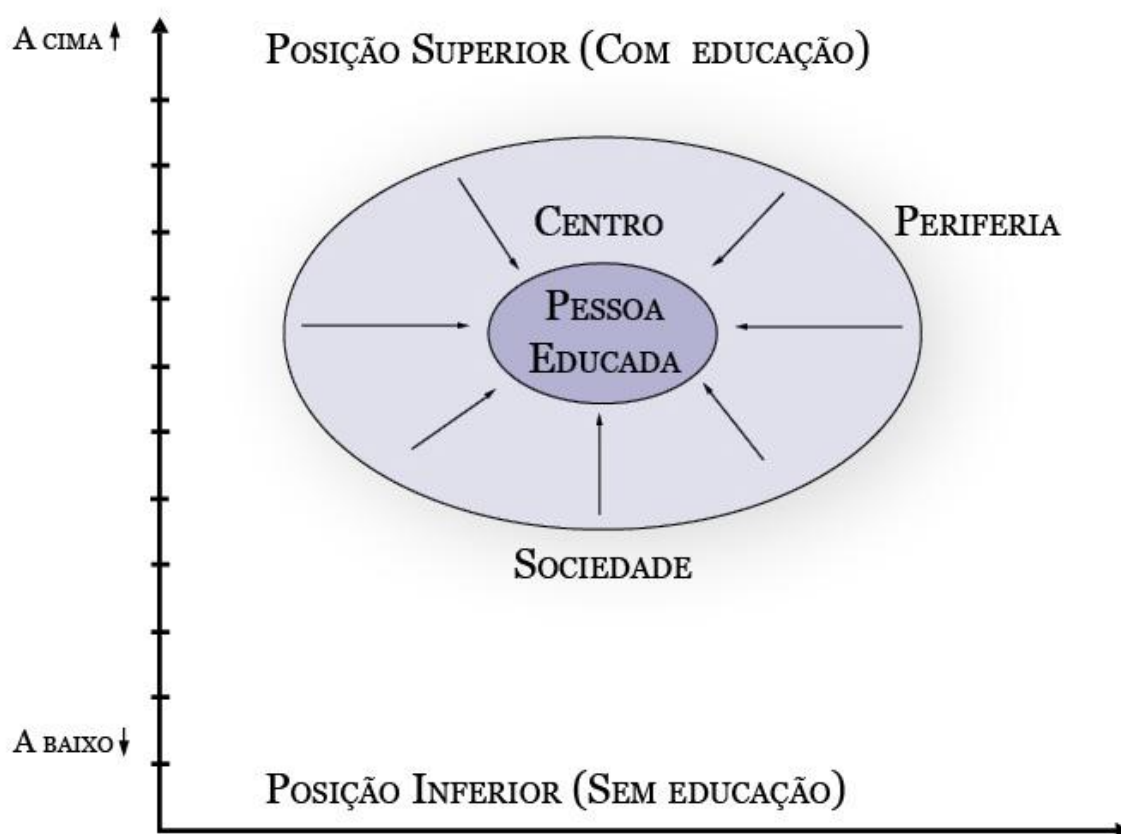 A CIMA
POSIÇÃO SUPERIOR (COM EDUCAÇÃO)
CENTRO
PERIFERIA
PESSOA
EDUCADA
SOCIEDADE
A BAIXO
POSIÇÃO INFERIOR (SEM EDUCAÇÃO)